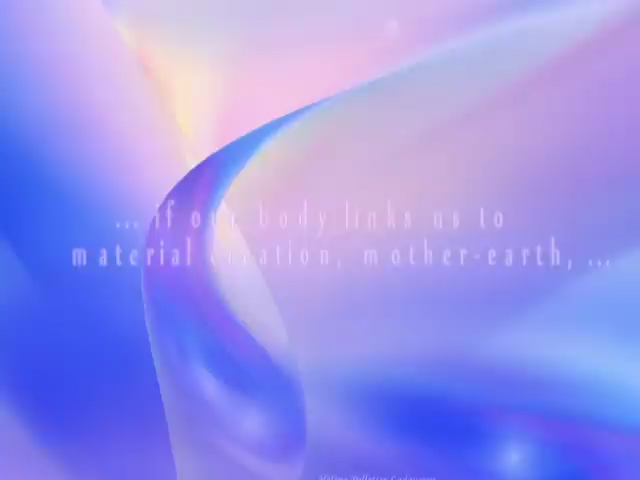 ... if our body links us to
material creation, mother-earth, ...